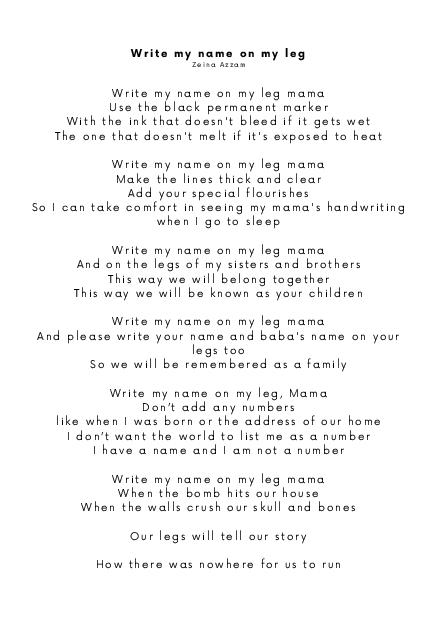 Write my name on my leg
Zeina Azzam
Write my name on my leg mama
Use the black permanent marker
With the ink that doesn't bleed if it gets wet
The one that doesn't melt if it's exposed to heat
Write my name on my leg mama
Make the lines thick and clear
Add your special flourishes
So I can take comfort in seeing my mama's handwriting
when I go to sleep
Write my name on my leg mama
And on the legs of my sisters and brothers
This way we will belong together
This way we will be known as your children
Write my name on my leg mama
And please write your name and baba's name on your
legs too
So we will be remembered as a family
Write my name on my leg, Mama
Don't add any numbers
like when I was born or the address of our home
I don't want the world to list me as a number
I have a name and I am not a number
Write my name on my leg mama
When the bomb hits our house
When the walls crush our skull and bones
Our legs will tell our story
How there was nowhere for us to run